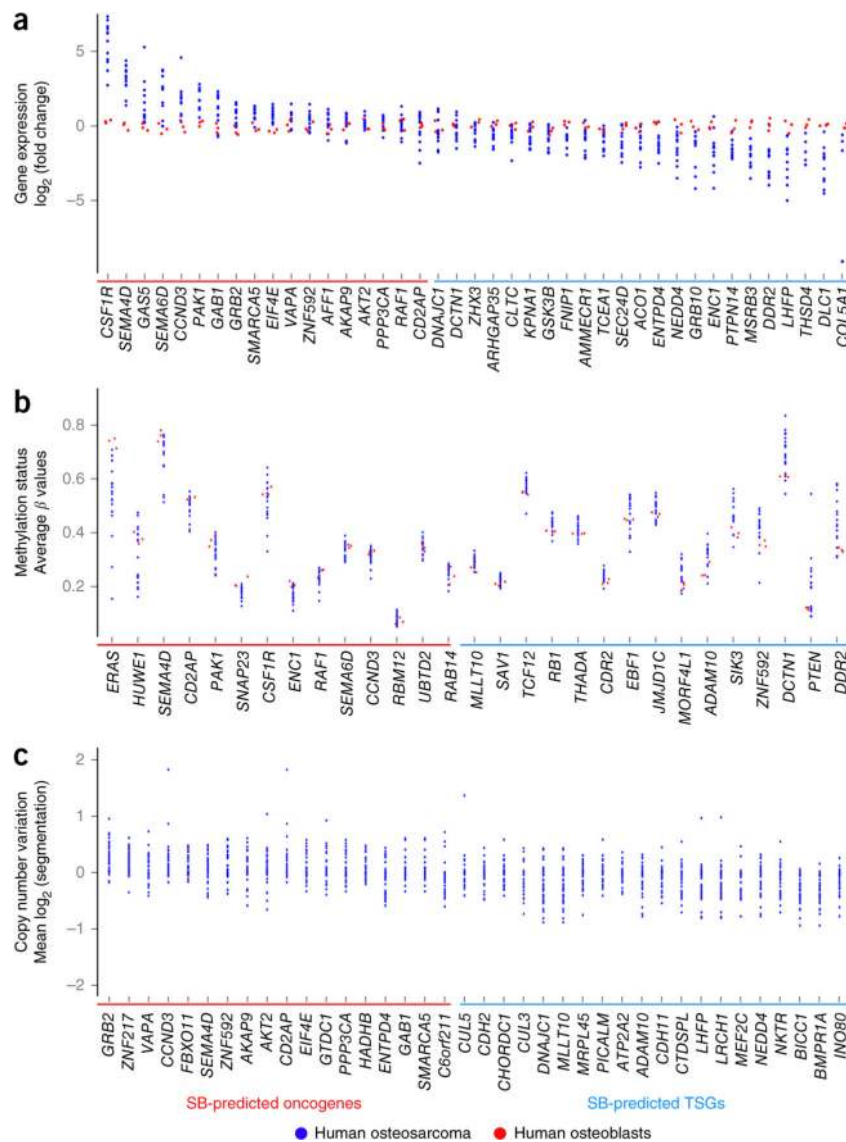 a
Gene expression
log2 (fold change)
5
0
−5
CSF1R
SEMA4D
GAS5
SEMA6D
CCND3
PAK1
GAB1
GRB2
SMARCA5
EIF4E
VAPA
ZNF592
AFF1
AKAP9
AKT2
PPP3CA
RAF1
CD2AP
DNAJC1
DCTN1
ZHX3
ARHGAP35
CLTC
KPNA1
GSK3B
FNIP1
AMMECR1
TCEA1
SEC24D
ACO1
ENTPD4
NEDD4
GRB10
ENC1
PTPN14
MSRB3
DDR2
LHFP
THSD4
DLC1
COL5A1
b
Methylation status
Average β values
0.8
0.6
0.4
0.2
ERAS
HUWE1
SEMA4D
CD2AP
PAK1
SNAP23
CSF1R
ENC1
RAF1
SEMA6D
CCND3
RBM12
UBTD2
RAB14
MLLT10
SAV1
TCF12
RB1
THADA
CDR2
EBF1
JMJD1C
MORF4L1
ADAM10
SIK3
ZNF592
DCTN1
PTEN
DDR2
c
Copy number variation
Mean log2 (segmentation)
2
1
0
−1
−2
GRB2
ZNF217
VAPA
CCND3
FBXO11
SEMA4D
ZNF592
AKAP9
AKT2
CD2AP
EIF4E
GTDC1
PPP3CA
HADHB
ENTPD4
GAB1
SMARCA5
C6orf211
CUL5
CDH2
CHORDC1
CUL3
DNAJC1
MLLT10
MRPL45
PICALM
ATP2A2
ADAM10
CDH11
CTDSPL
LHFP
LRCH1
MEF2C
NEDD4
NKTR
BICC1
BMPR1A
INO80
SB-predicted oncogenes
SB-predicted TSGs
Human osteosarcoma
Human osteoblasts